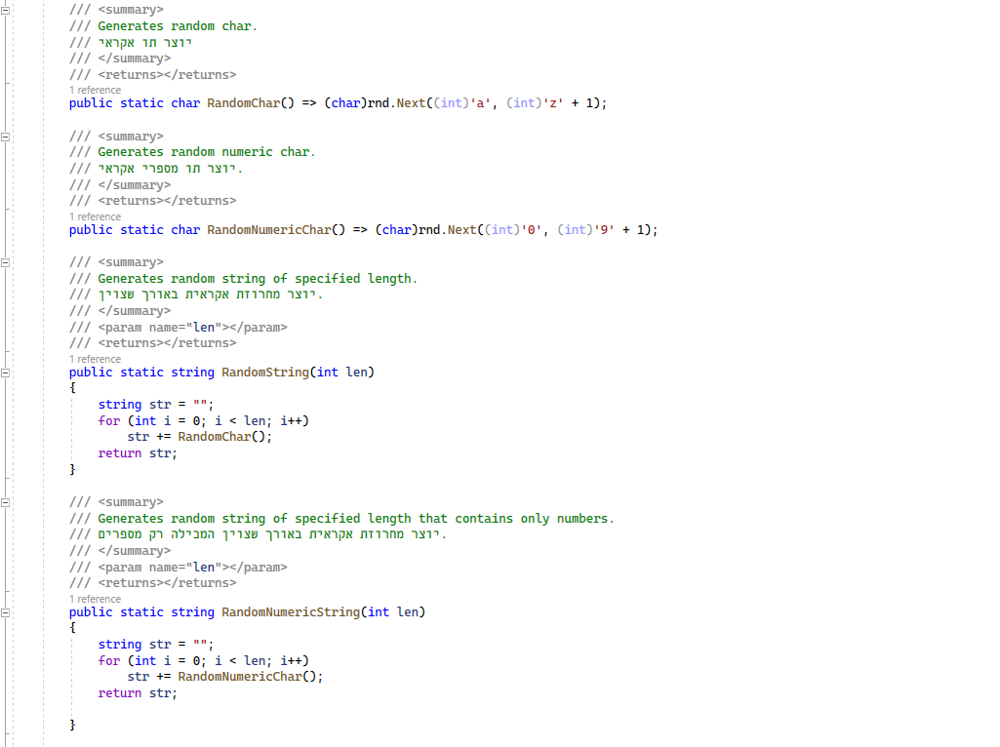 /// <summary>
/// Generates random char.
/// יוצר תו אקראי
/// </summary>
/// <returns></returns>
1 reference
public static char RandomChar() => (char)rnd.Next((int)'a', (int)'z' + 1);
/// <summary>
/// Generates random numeric char.
/// יוצר תו מספרי אקראי.
/// </summary>
/// <returns></returns>
1 reference
public static char RandomNumericChar() => (char)rnd.Next((int)'0', (int)'9' + 1);
/// <summary>
/// Generates random string of specified length.
/// יוצר מחרוזת אקראית באורך שצוין.
/// </summary>
/// <param name="len"></param>
/// <returns></returns>
1 reference
public static string RandomString(int len)
{
string str = "";
for (int i = 0; i < len; i++)
str += RandomChar();
return str;
}
/// <summary>
/// Generates random string of specified length that contains only numbers.
/// יוצר מחרוזת אקראית באורך שצוין המכילה רק מספרים.
/// </summary>
/// <param name="len"></param>
/// <returns></returns>
1 reference
public static string RandomNumericString(int len)
{
string str = "";
for (int i = 0; i < len; i++)
str += RandomNumericChar();
return str;
}